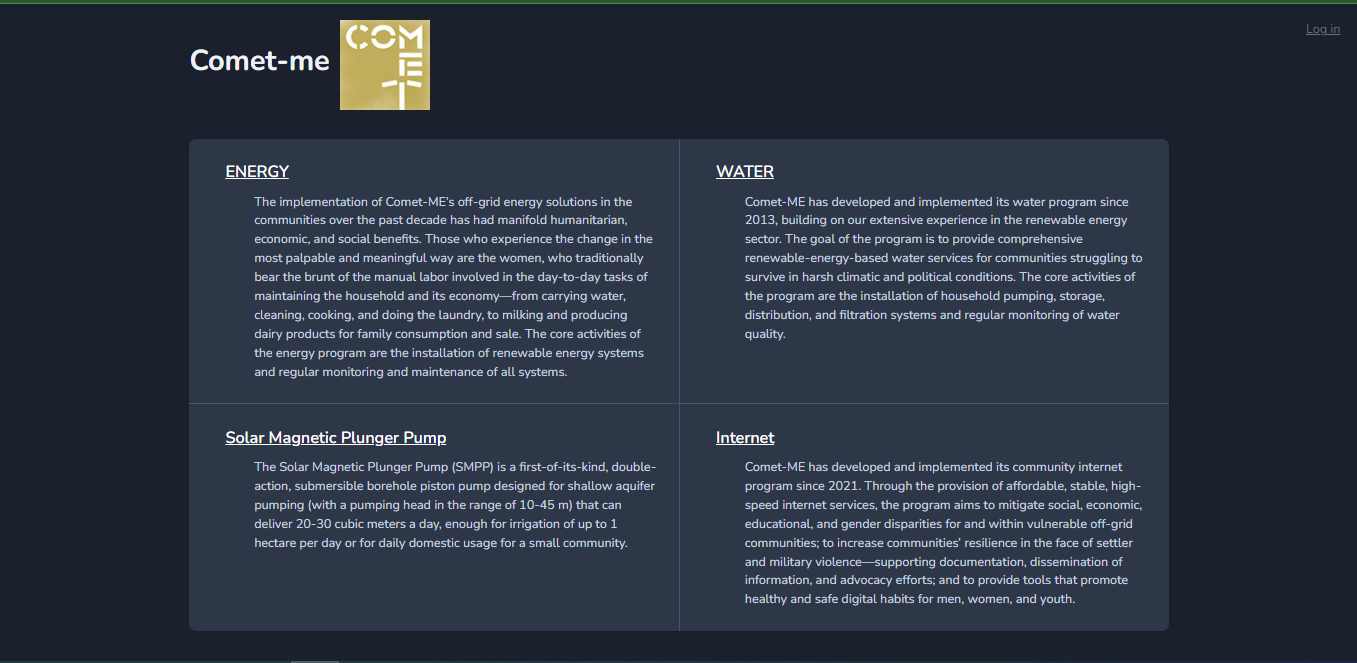 Log in
Comet-me
COM
E
T
ENERGY
The implementation of Comet-ME's off-grid energy solutions in the
communities over the past decade has had manifold humanitarian,
economic, and social benefits. Those who experience the change in the
most palpable and meaningful way are the women, who traditionally
bear the brunt of the manual labor involved in the day-to-day tasks of
maintaining the household and its economy—from carrying water,
cleaning, cooking, and doing the laundry, to milking and producing
dairy products for family consumption and sale. The core activities of
the energy program are the installation of renewable energy systems
and regular monitoring and maintenance of all systems.
WATER
Comet-ME has developed and implemented its water program since
2013, building on our extensive experience in the renewable energy
sector. The goal of the program is to provide comprehensive
renewable-energy-based water services for communities struggling to
survive in harsh climatic and political conditions. The core activities of
the program are the installation of household pumping, storage,
distribution, and filtration systems and regular monitoring of water
quality.
Solar Magnetic Plunger Pump
The Solar Magnetic Plunger Pump (SMPP) is a first-of-its-kind, double-
action, submersible borehole piston pump designed for shallow aquifer
pumping (with a pumping head in the range of 10-45 m) that can
deliver 20-30 cubic meters a day, enough for irrigation of up to 1
hectare per day or for daily domestic usage for a small community.
Internet
Comet-ME has developed and implemented its community internet
program since 2021. Through the provision of affordable, stable, high-
speed internet services, the program aims to mitigate social, economic,
educational, and gender disparities for and within vulnerable off-grid
communities; to increase communities' resilience in the face of settler
and military violence—supporting documentation, dissemination of
information, and advocacy efforts; and to provide tools that promote
healthy and safe digital habits for men, women, and youth.